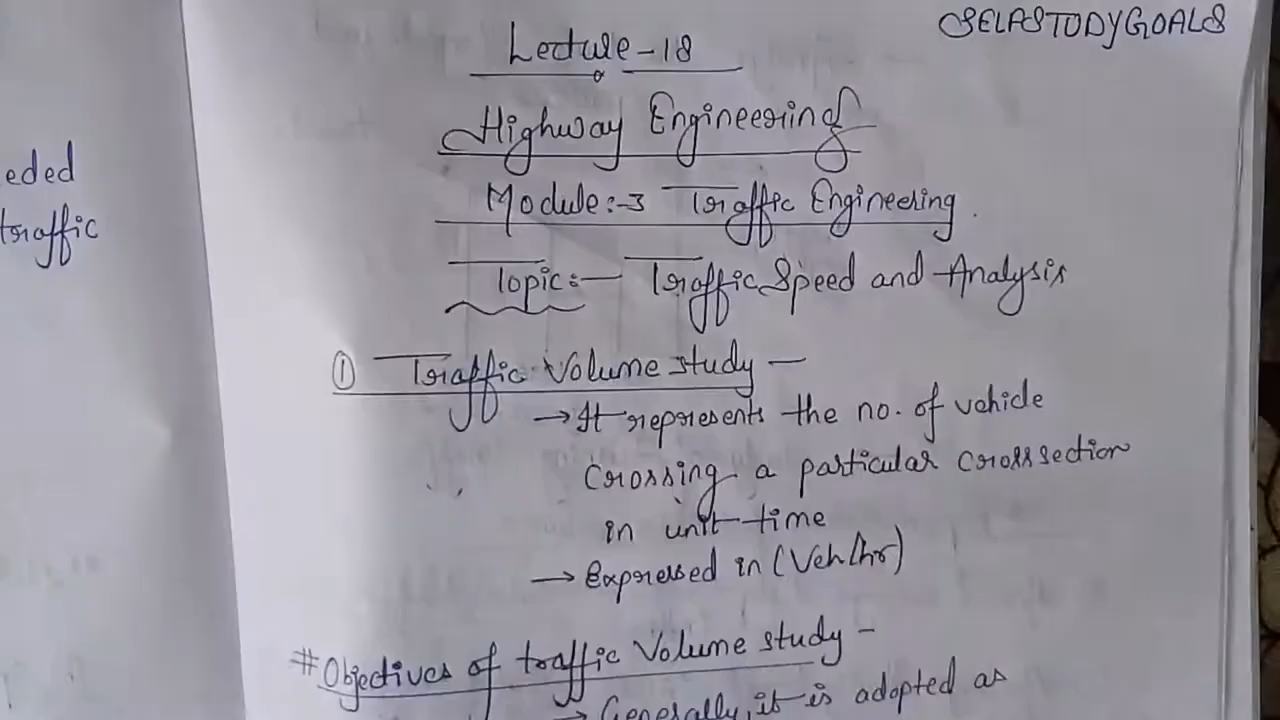 SELASTODYGOALS
Lecture-18
Highway Engineering
Module:-3 Traffic Engineering
Topic:- Traffic Speed and Analysis
① Traffic Volume study -
→ It represents the no. of vehicle
crossing a particular crosssection
in unit time
→ Expressed in (Veh/hr)
# Objectives of traffic Volume study -
→ Generally, it is adopted as
eded
traffic